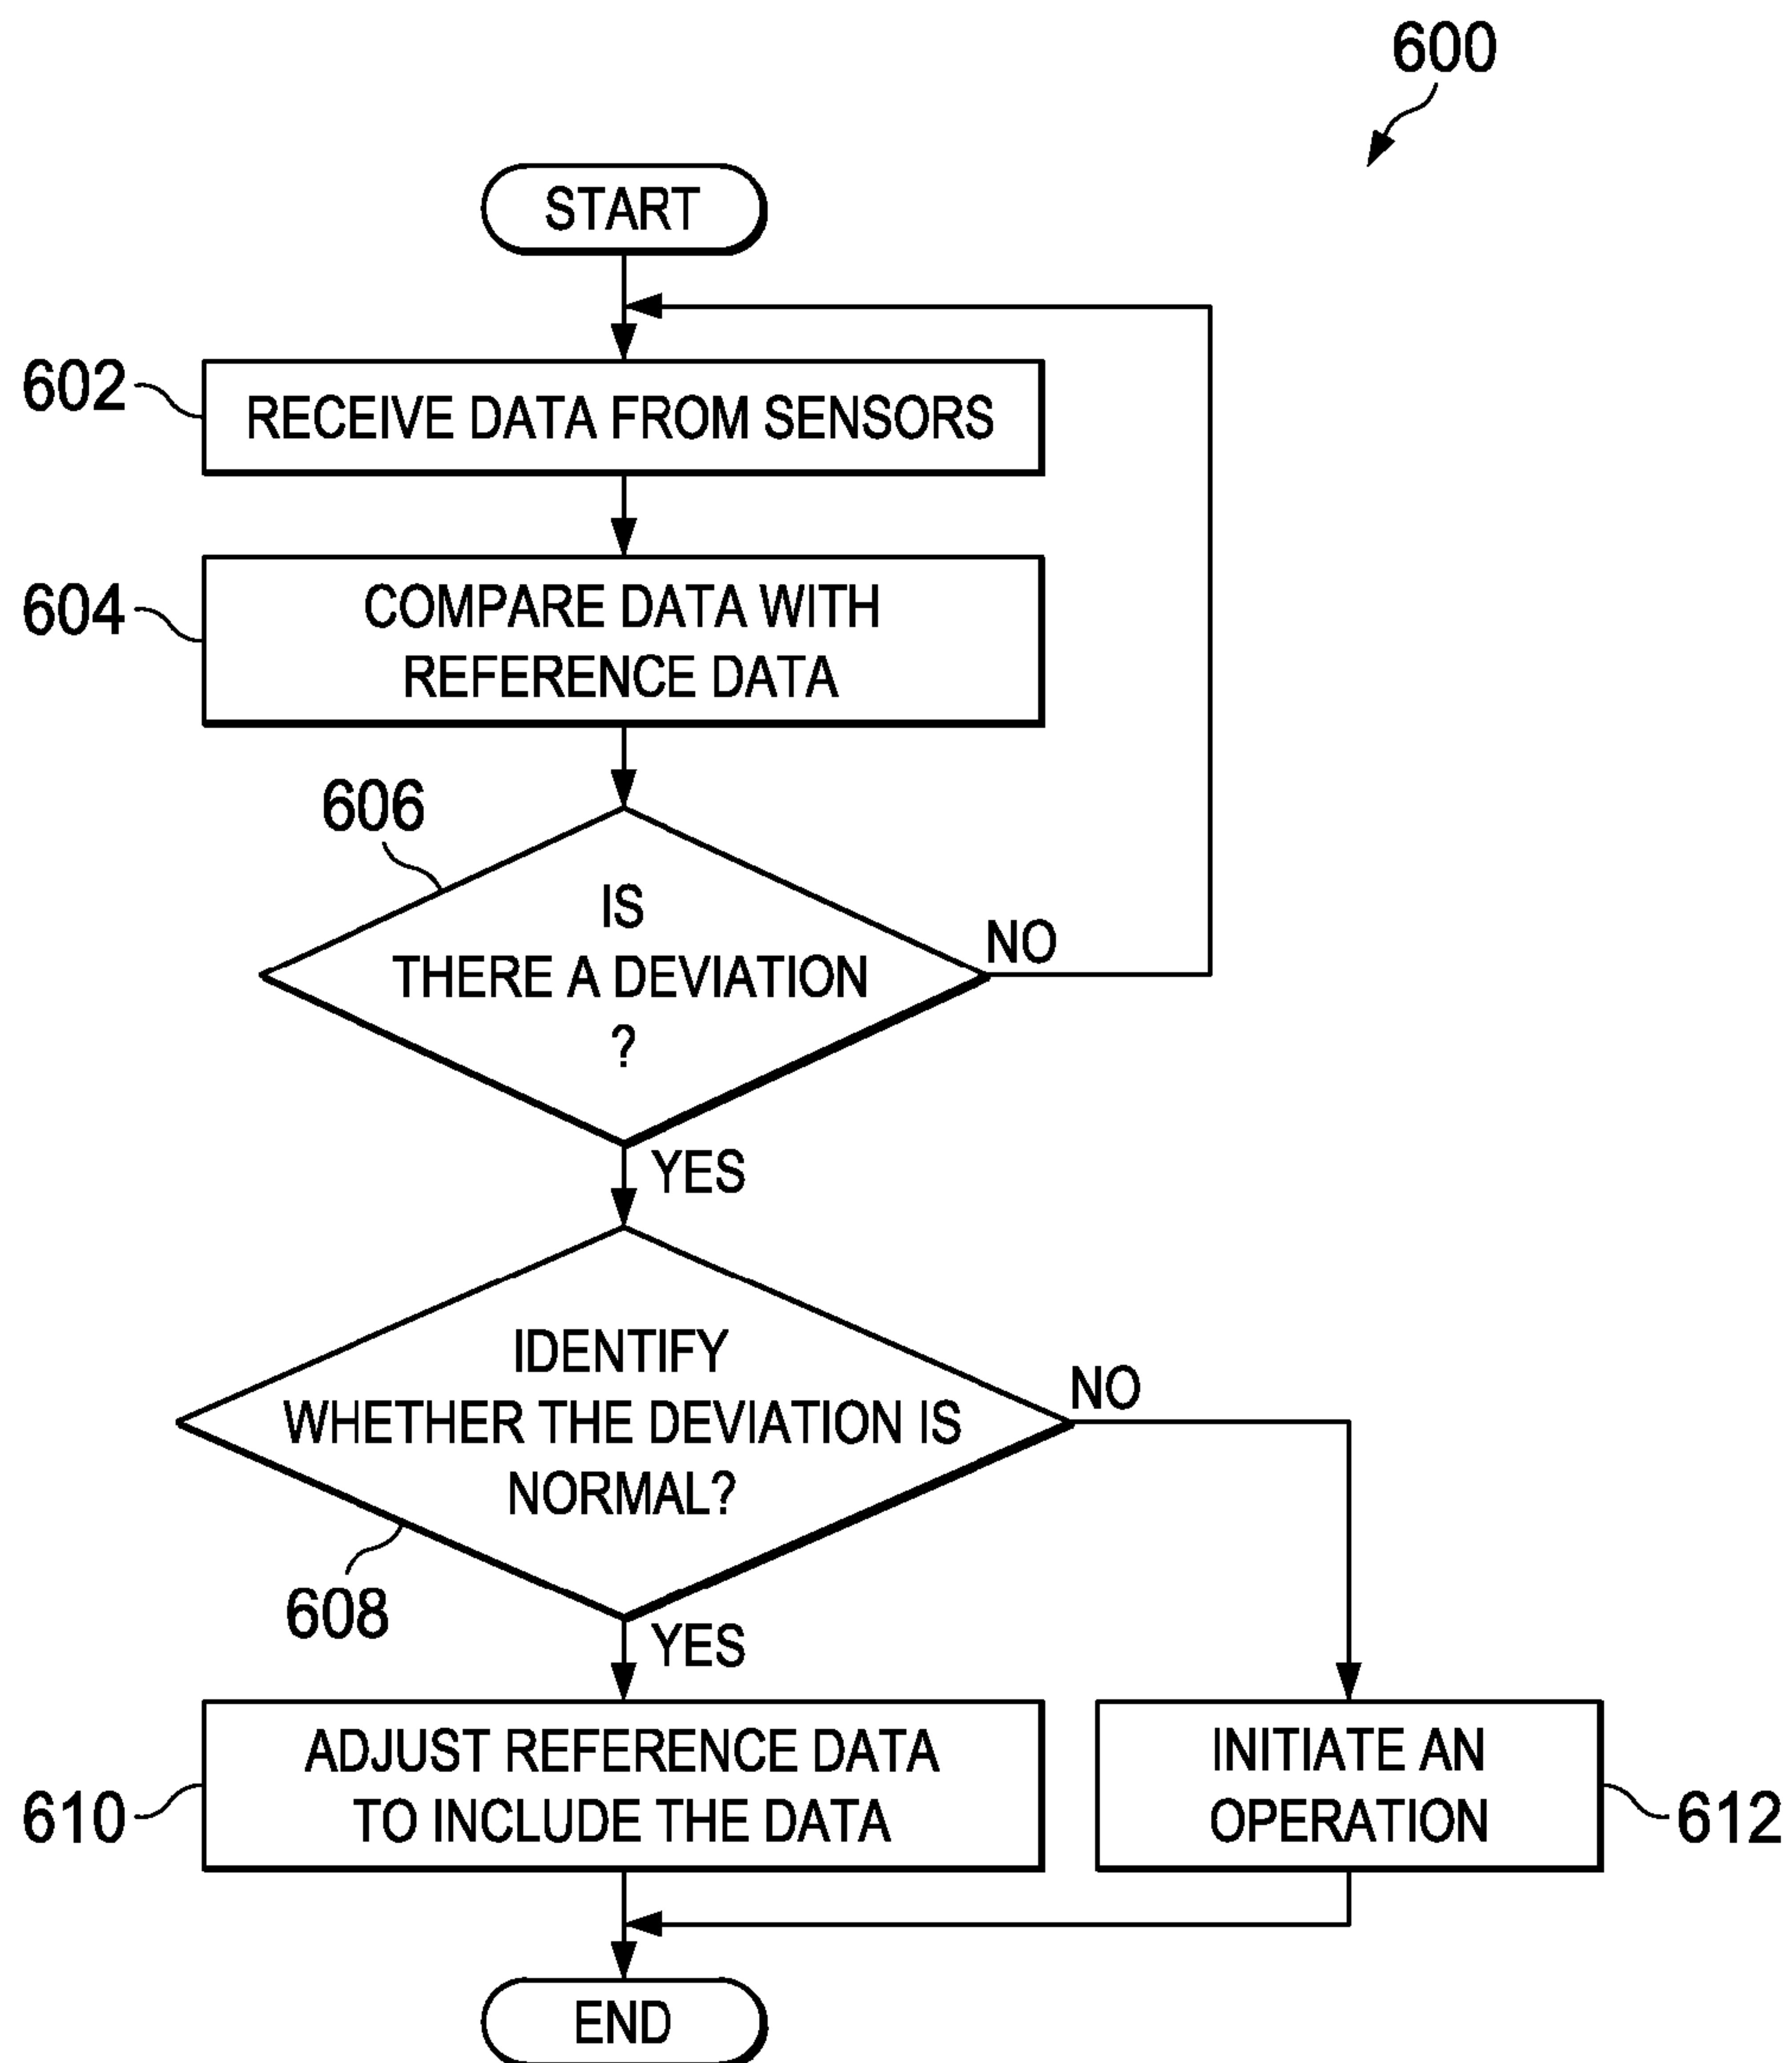 600
START
602
RECEIVE DATA FROM SENSORS
604
COMPARE DATA WITH
REFERENCE DATA
606
IS
THERE A DEVIATION
?
NO
YES
IDENTIFY
WHETHER THE DEVIATION IS
NORMAL?
NO
608
YES
ADJUST REFERENCE DATA
TO INCLUDE THE DATA
610
INITIATE AN
OPERATION
612
END